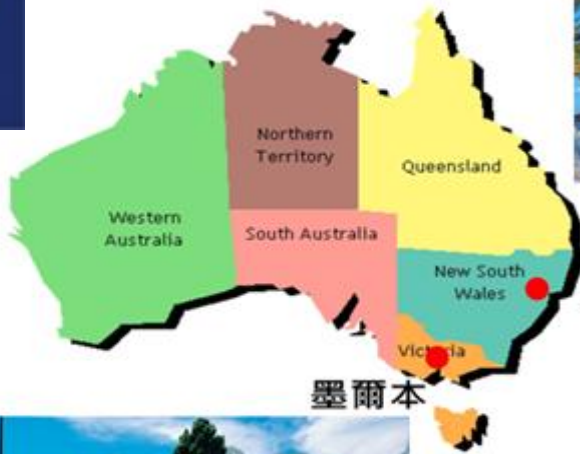 Northern
Territory
Queensland
Western
Australia
South Australia
New South
Wales
Victoria
墨爾本